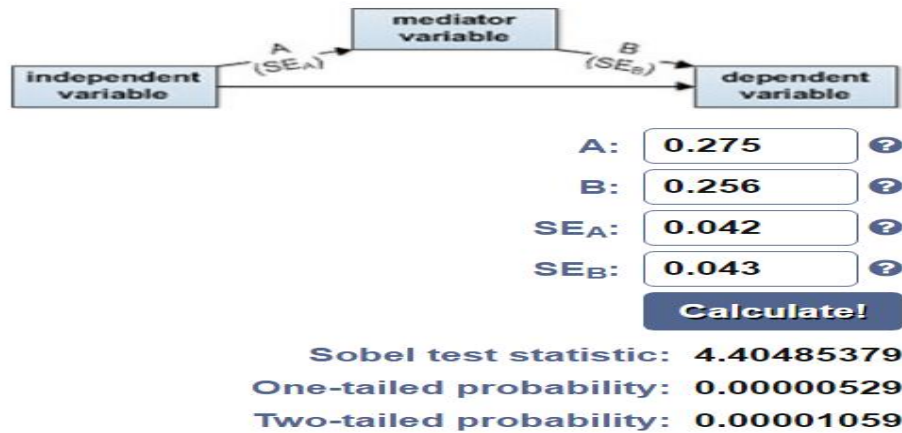 mediator
variable
A
(SEA)
B
(SEB)
independent
variable
dependent
variable
A: 0.275 ?
B: 0.256 ?
SEA: 0.042 ?
SEB: 0.043 ?
Calculate!
Sobel test statistic: 4.40485379
One-tailed probability: 0.00000529
Two-tailed probability: 0.00001059